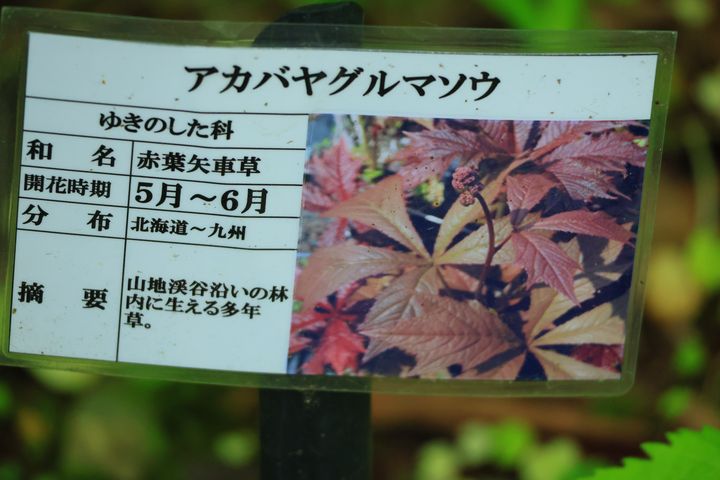 アカバヤグルマソウ
ゆきのした科
和 名 赤葉矢車草
開花時期 5月～6月
分 布 北海道～九州
摘 要 山地渓谷沿いの林
内に生える多年
草。